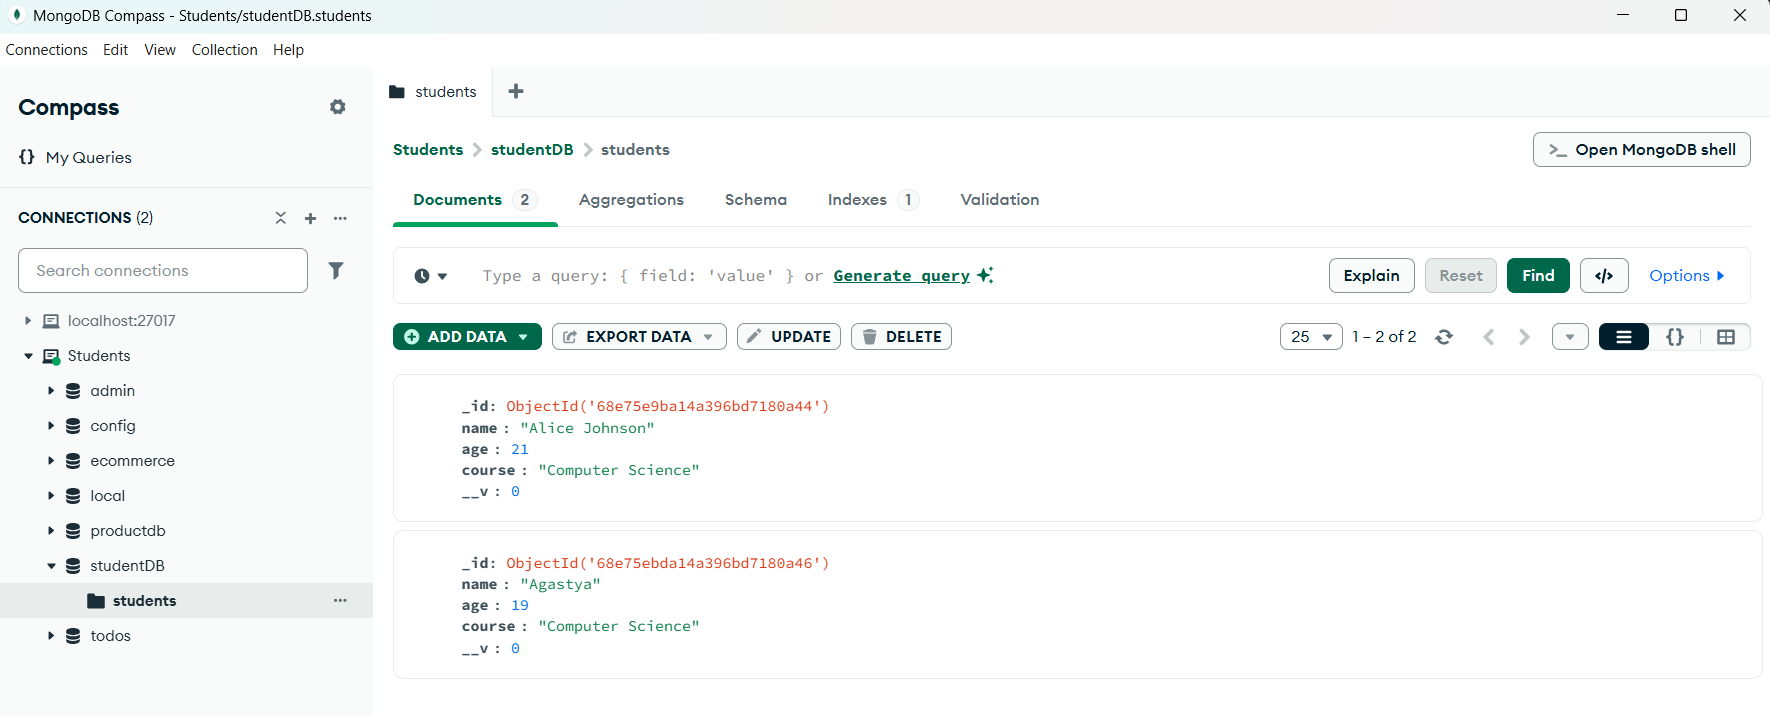 MongoDB Compass - Students/studentDB.students
Connections Edit View Collection Help
Compass
{} My Queries
CONNECTIONS (2)
Search connections
localhost:27017
Students
admin
config
ecommerce
local
productdb
studentDB
students
todos
students
Students > studentDB > students
>_ Open MongoDB shell
Documents 2 Aggregations Schema Indexes 1 Validation
Type a query: { field: 'value' } or Generate query
Explain Reset Find </> Options
ADD DATA EXPORT DATA UPDATE DELETE
25 1 – 2 of 2 {}
_id: ObjectId('68e75e9ba14a396bd7180a44')
name : "Alice Johnson"
age : 21
course : "Computer Science"
__v : 0
_id: ObjectId('68e75ebda14a396bd7180a46')
name : "Agastya"
age : 19
course : "Computer Science"
__v : 0